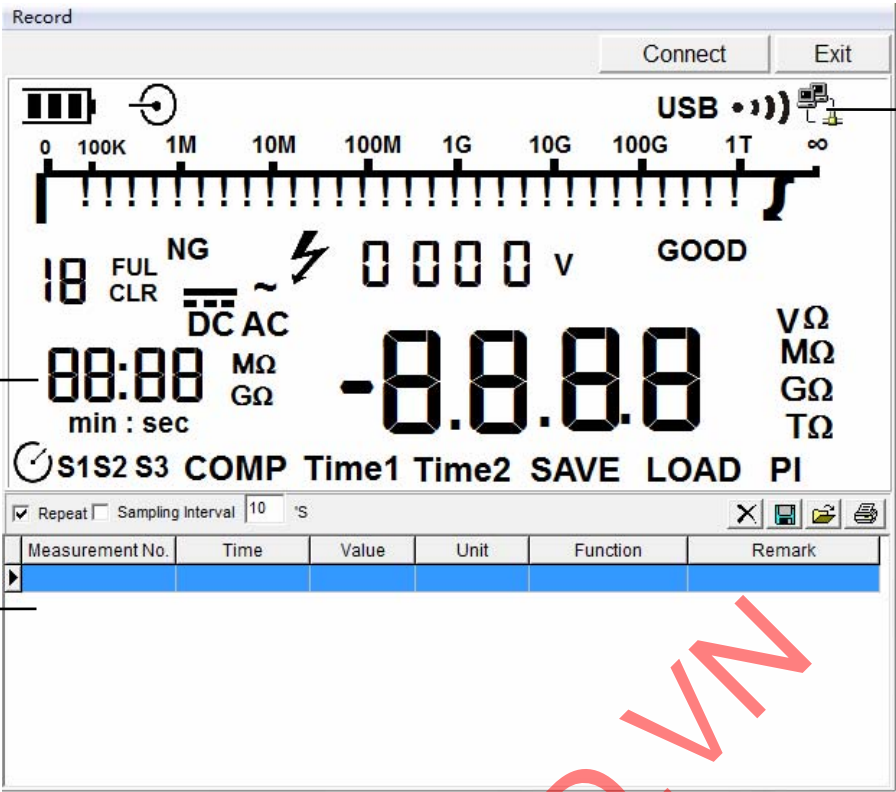 Record
Connect Exit
USB
0 100K 1M 10M 100M 1G 10G 100G 1T ∞
NG GOOD
18 FUL 0000 V
CLR
~
DC AC VΩ
88:88 MΩ -8.8.8.8 MΩ
GΩ GΩ
min : sec TΩ
S1 S2 S3 COMP Time1 Time2 SAVE LOAD PI
Repeat Sampling Interval 10 'S
Measurement No. Time Value Unit Function Remark
O.VN